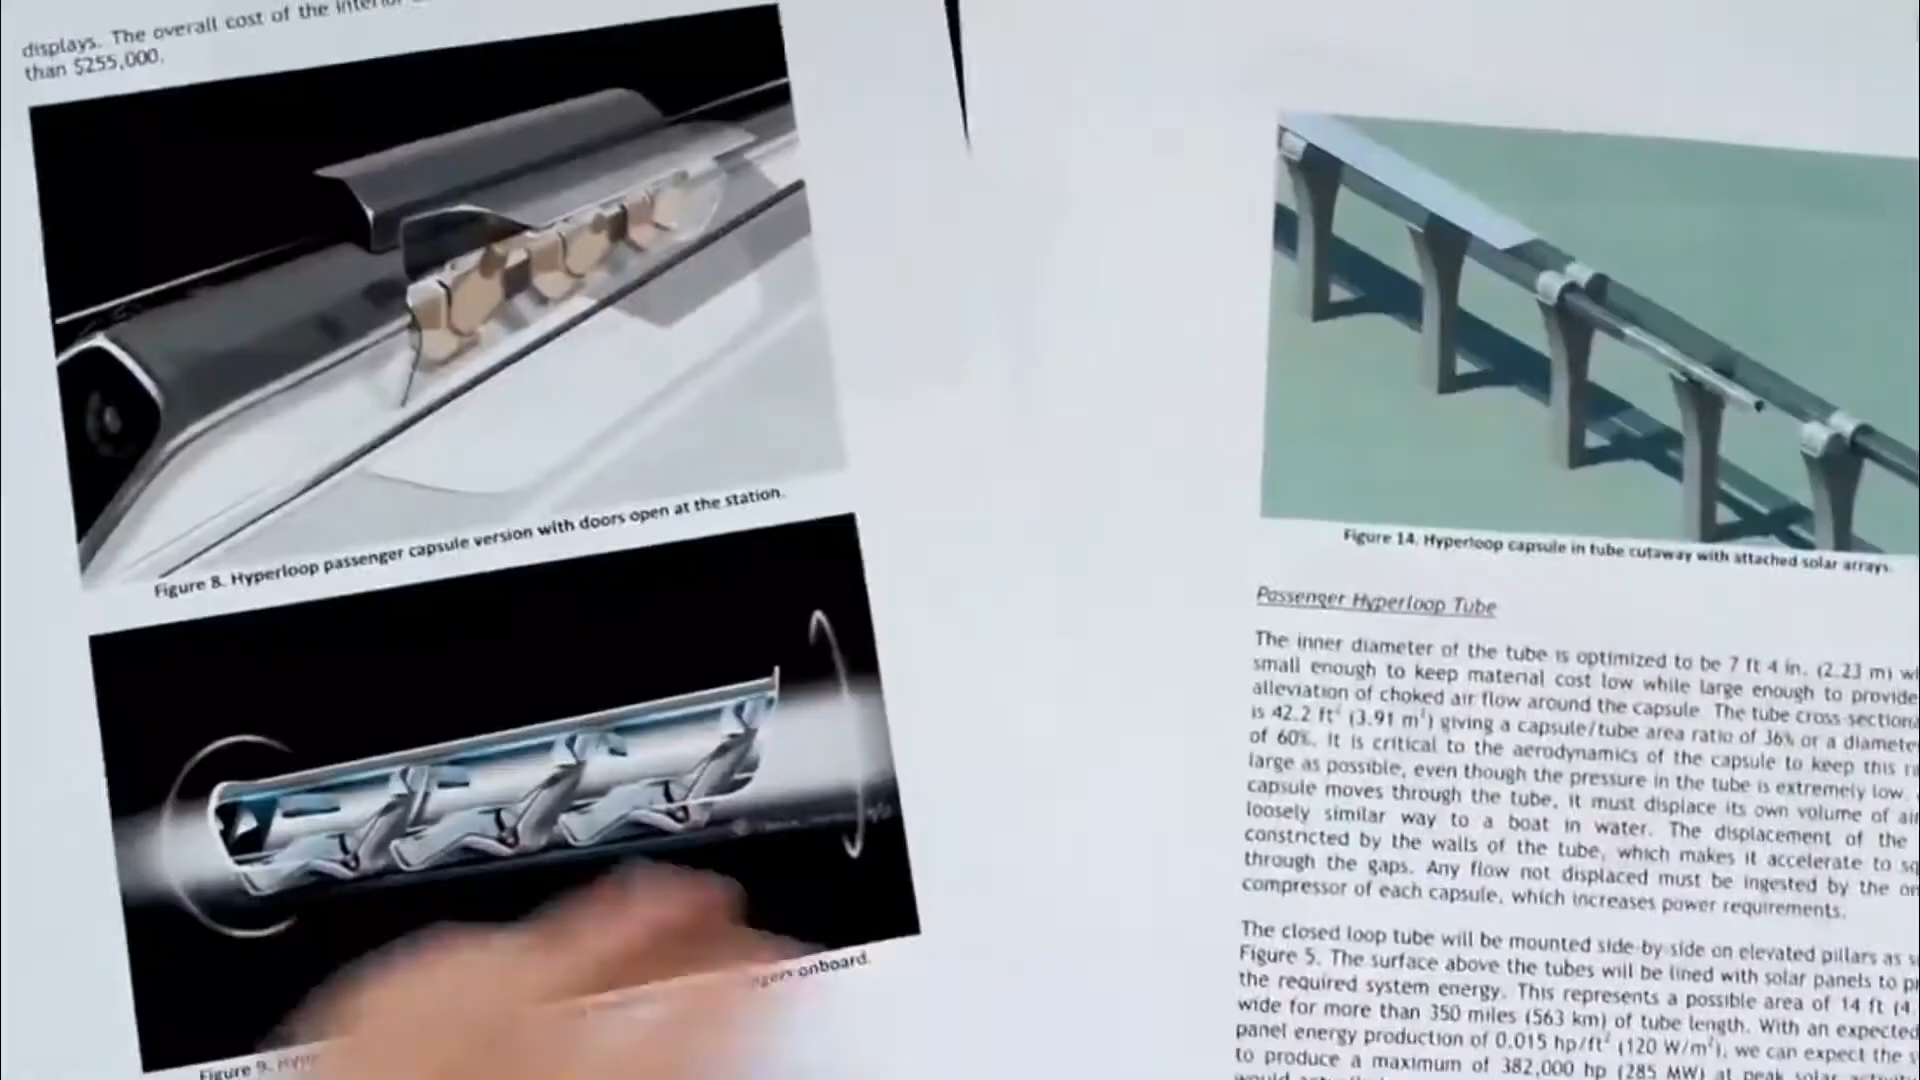 displays. The overall cost of the interior
than $255,000.
Figure 8. Hyperloop passenger capsule version with doors open at the station.
Figure 9.
onboard.
Figure 14. Hyperloop capsule in tube cutaway with attached solar arrays.
Passenger Hyperloop Tube
The inner diameter of the tube is optimized to be 7 ft 4 in. (2.23 m)
small enough to keep material cost low while large enough to provide
alleviation of choked air flow around the capsule. The tube cross-section
is 42.2 ft² (3.91 m²) giving a capsule/tube area ratio of 36% or a diamete
of 60%. It is critical to the aerodynamics of the capsule to keep this
large as possible, even though the pressure in the tube is extremely low.
capsule moves through the tube, it must displace its own volume of air
loosely similar way to a boat in water. The displacement of the
constricted by the walls of the tube, which makes it accelerate to
through the gaps. Any flow not displaced must be ingested by the
compressor of each capsule, which increases power requirements.
The closed loop tube will be mounted side-by-side on elevated pillars as
Figure 5. The surface above the tubes will be lined with solar panels to
the required system energy. This represents a possible area of 14 ft (4.
wide for more than 350 miles (563 km) of tube length. With an expected
panel energy production of 0.015 hp/ft² (120 W/m²), we can expect the
to produce a maximum of 382,000 hp (285 MW) at peak solar